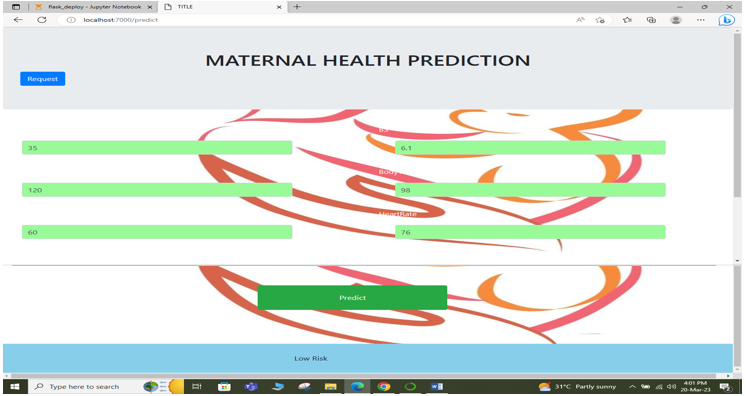 flask_deploy - Jupyter Notebook
TITLE
localhost:7000/predict
MATERNAL HEALTH PREDICTION
Request
BS
35
6.1
Body
120
98
HeartRate
60
76
Predict
Low Risk
Type here to search
31°C Partly sunny
4:01 PM
20-Mar-23